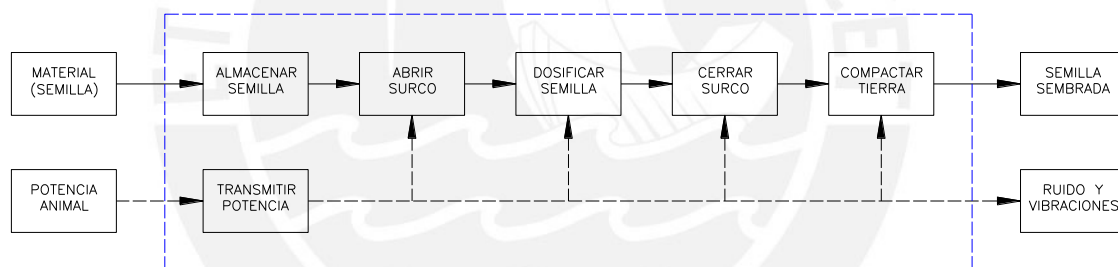 MATERIAL
(SEMILLA)
ALMACENAR
SEMILLA
ABRIR
SURCO
DOSIFICAR
SEMILLA
CERRAR
SURCO
COMPACTAR
TIERRA
SEMILLA
SEMBRADA
POTENCIA
ANIMAL
TRANSMITIR
POTENCIA
RUIDO Y
VIBRACIONES